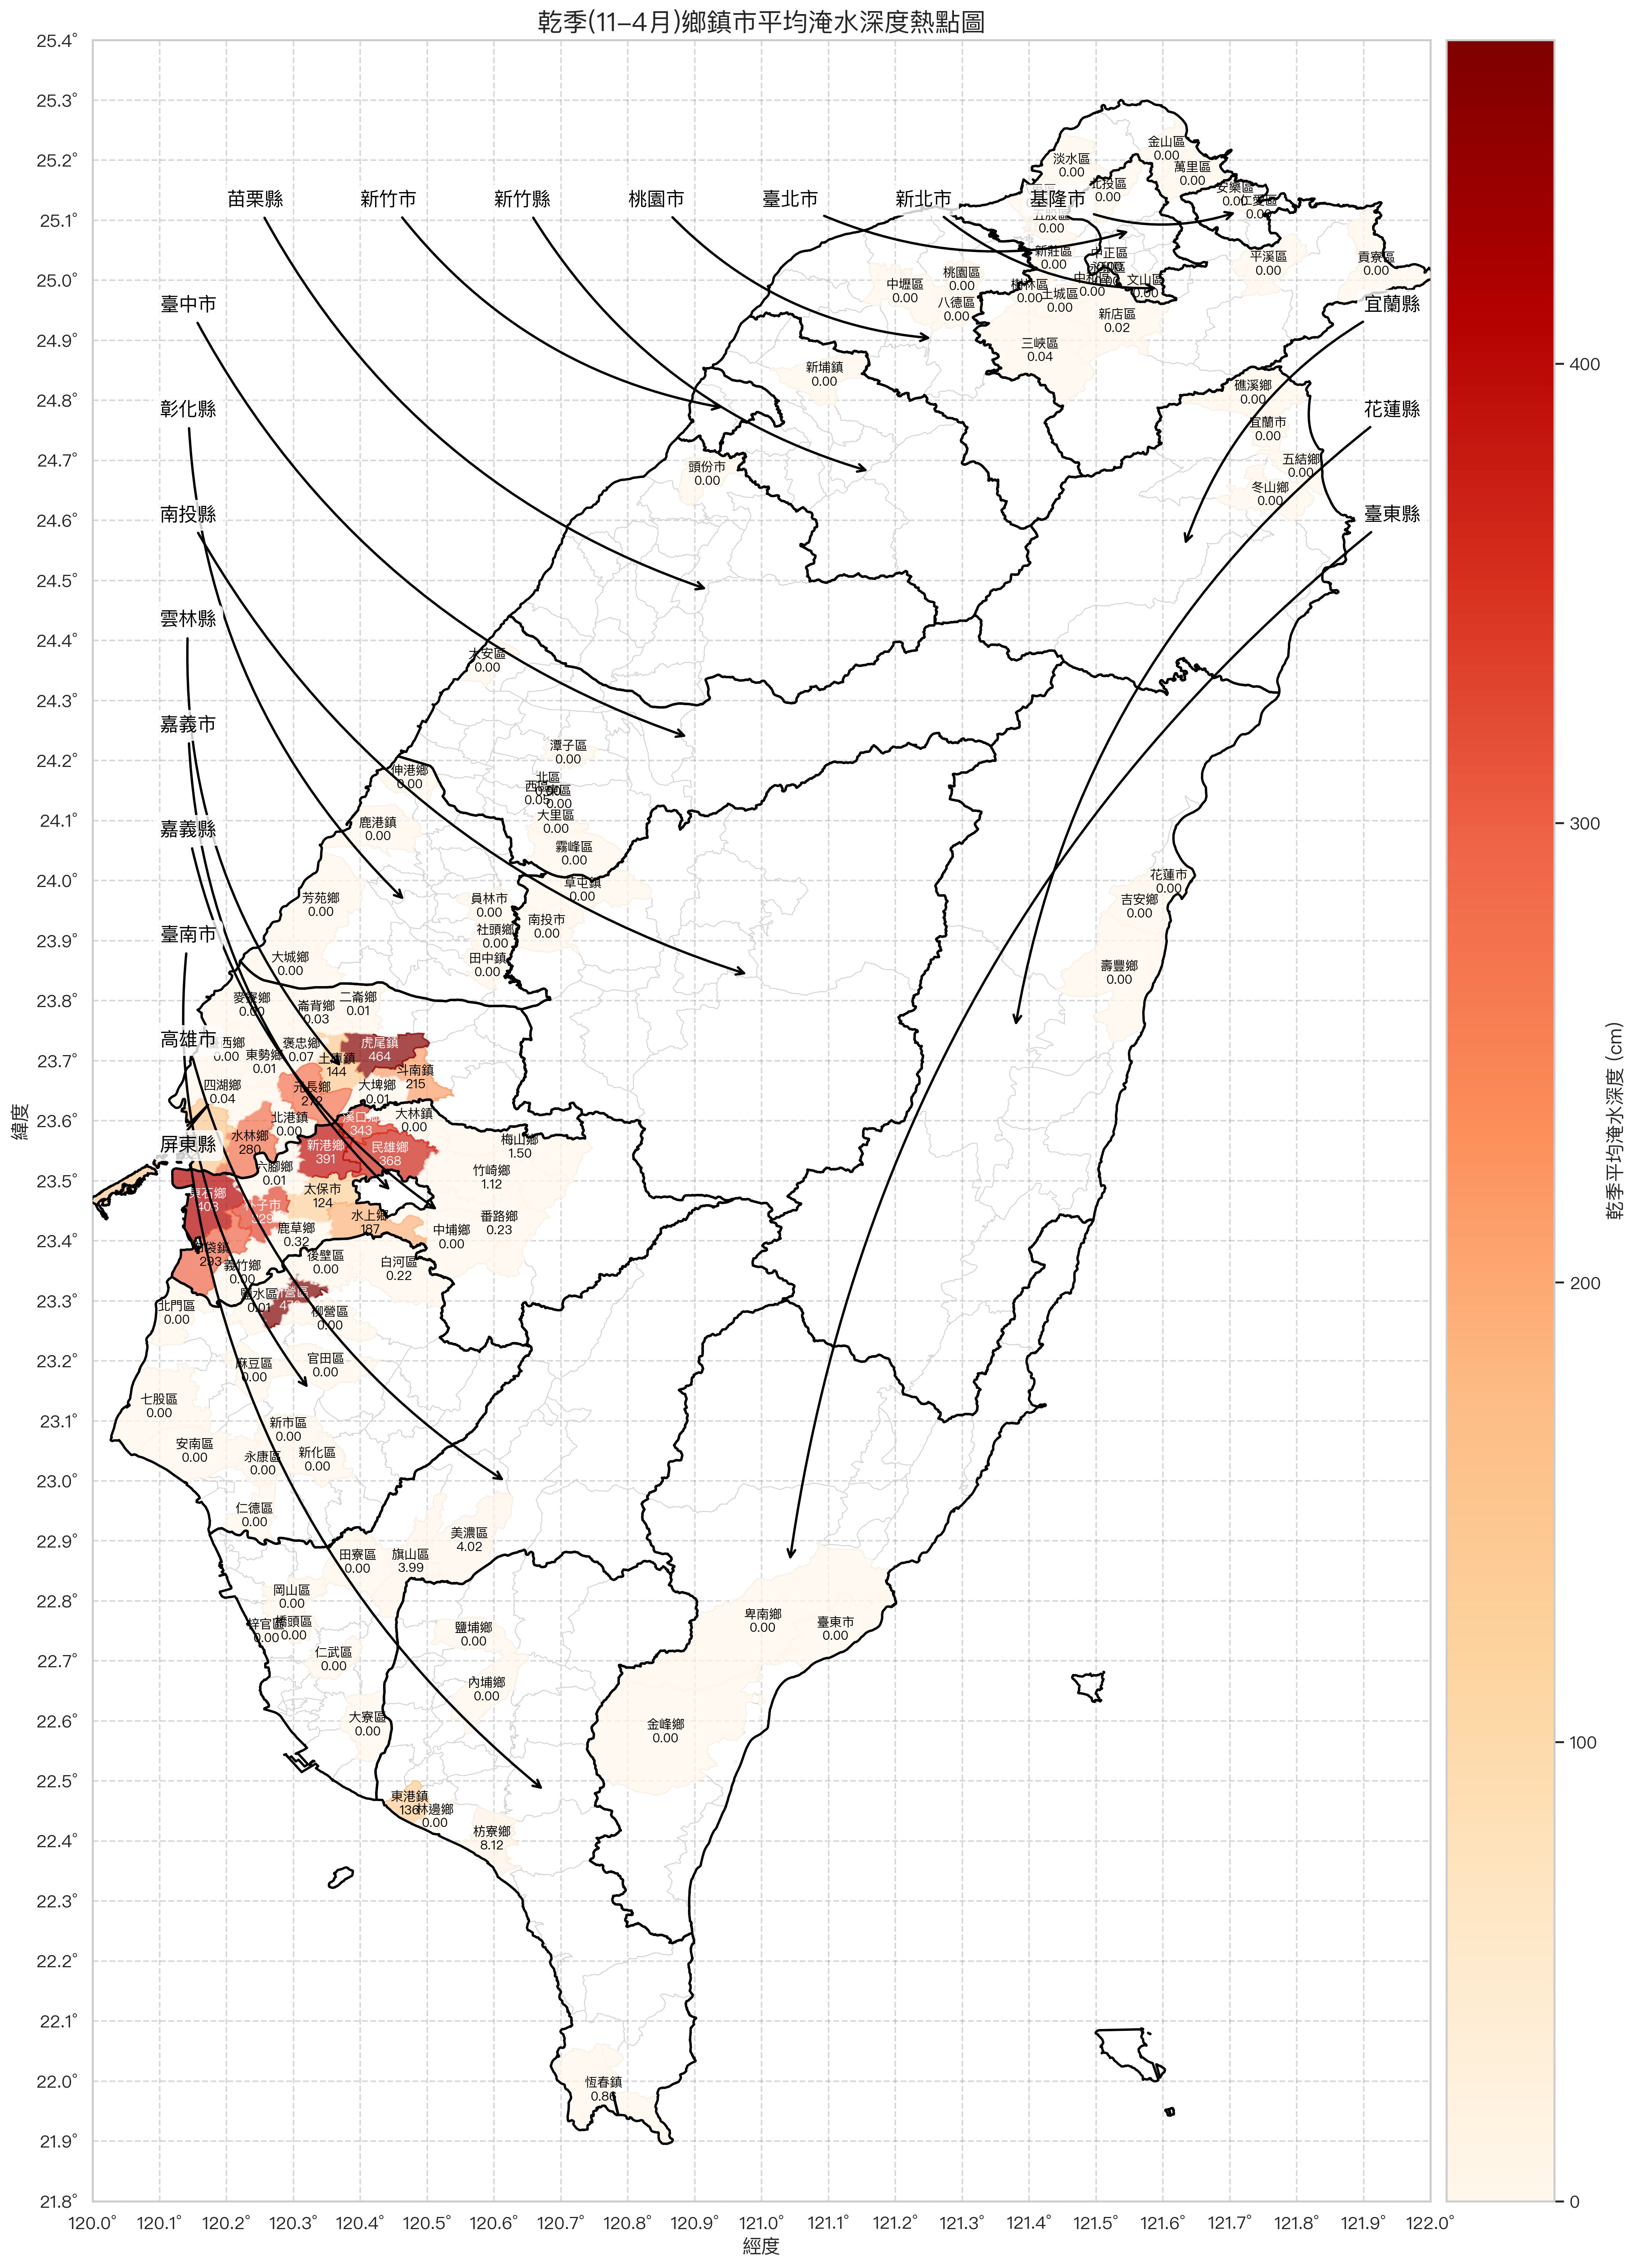 乾季(11–4月)鄉鎮市平均淹水深度熱點圖
25.4°
25.3°
25.2°
25.1°
25.0°
24.9°
24.8°
24.7°
24.6°
24.5°
24.4°
24.3°
24.2°
24.1°
24.0°
23.9°
23.8°
23.7°
23.6°
23.5°
23.4°
23.3°
23.2°
23.1°
23.0°
22.9°
22.8°
22.7°
22.6°
22.5°
22.4°
22.3°
22.2°
22.1°
22.0°
21.9°
21.8°
緯度
苗栗縣
新竹市
新竹縣
桃園市
臺北市
新北市
基隆市
臺中市
彰化縣
南投縣
雲林縣
嘉義市
嘉義縣
臺南市
高雄市
屏東縣
宜蘭縣
花蓮縣
臺東縣
金山區
0.00
淡水區
0.00
萬里區
0.00
北投區
0.00
安樂區
0.00
仁愛區
0.00
五股區
0.00
新莊區
0.00
中正區
平溪區
0.00
貢寮區
0.00
桃園區
0.00
中壢區
0.00
八德區
0.00
樹林區
0.00
土城區
0.00
中和區
0.00
文山區
0.00
新店區
0.02
三峽區
0.04
新埔鎮
0.00
礁溪鄉
0.00
宜蘭市
0.00
五結鄉
冬山鄉
0.00
頭份市
0.00
大安區
0.00
潭子區
0.00
伸港鄉
0.00
北區
西區
0.05
東區
0.00
大里區
0.00
鹿港鎮
0.00
霧峰區
0.00
草屯鎮
0.00
芳苑鄉
0.00
員林市
0.00
南投市
0.00
社頭鄉
0.00
田中鎮
0.00
大城鄉
0.00
花蓮市
0.00
吉安鄉
0.00
壽豐鄉
0.00
麥寮鄉
0.00
崙背鄉
0.03
二崙鄉
0.01
西鄉
0.00
東勢鄉
0.01
褒忠鄉
0.07
土庫鎮
144
虎尾鎮
464
斗南鎮
215
四湖鄉
0.04
元長鄉
272
大埤鄉
0.01
北港鎮
0.00
水林鄉
280
溪口鄉
343
大林鎮
0.00
新港鄉
391
民雄鄉
368
梅山鄉
1.50
竹崎鄉
1.12
六腳鄉
0.01
太保市
124
東石鄉
403
朴子市
329
鹿草鄉
0.32
水上鄉
187
番路鄉
0.23
中埔鄉
0.00
布袋鎮
293
義竹鄉
0.00
後壁區
0.00
白河區
0.22
鹽水區
0.01
新營區
北門區
0.00
柳營區
0.00
麻豆區
0.00
官田區
0.00
七股區
0.00
新市區
0.00
安南區
0.00
永康區
0.00
新化區
0.00
仁德區
0.00
美濃區
4.02
田寮區
0.00
旗山區
3.99
岡山區
0.00
梓官區
0.00
橋頭區
0.00
仁武區
0.00
鹽埔鄉
0.00
內埔鄉
0.00
大寮區
0.00
卑南鄉
0.00
臺東市
0.00
金峰鄉
0.00
東港鎮
136
林邊鄉
0.00
枋寮鄉
8.12
恆春鎮
0.86
120.0°
120.1°
120.2°
120.3°
120.4°
120.5°
120.6°
120.7°
120.8°
120.9°
121.0°
121.1°
121.2°
121.3°
121.4°
121.5°
121.6°
121.7°
121.8°
121.9°
122.0°
經度
400
300
200
100
0
乾季平均淹水深度 (cm)